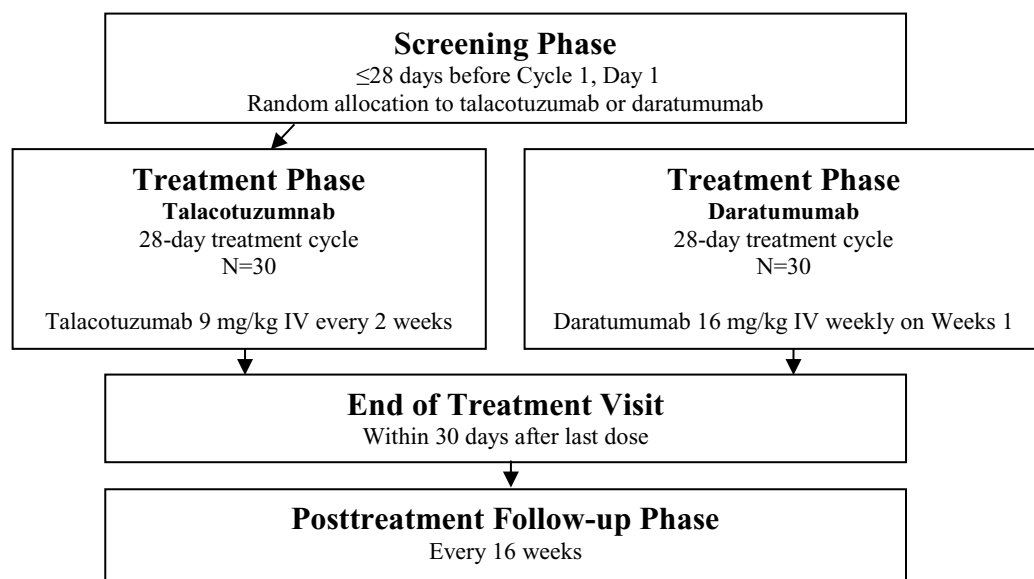 Screening Phase
≤28 days before Cycle 1, Day 1
Random allocation to talacotuzumab or daratumumab
Treatment Phase
Talacotuzumnab
28-day treatment cycle
N=30
Talacotuzumab 9 mg/kg IV every 2 weeks
Treatment Phase
Daratumumab
28-day treatment cycle
N=30
Daratumumab 16 mg/kg IV weekly on Weeks 1
End of Treatment Visit
Within 30 days after last dose
Posttreatment Follow-up Phase
Every 16 weeks